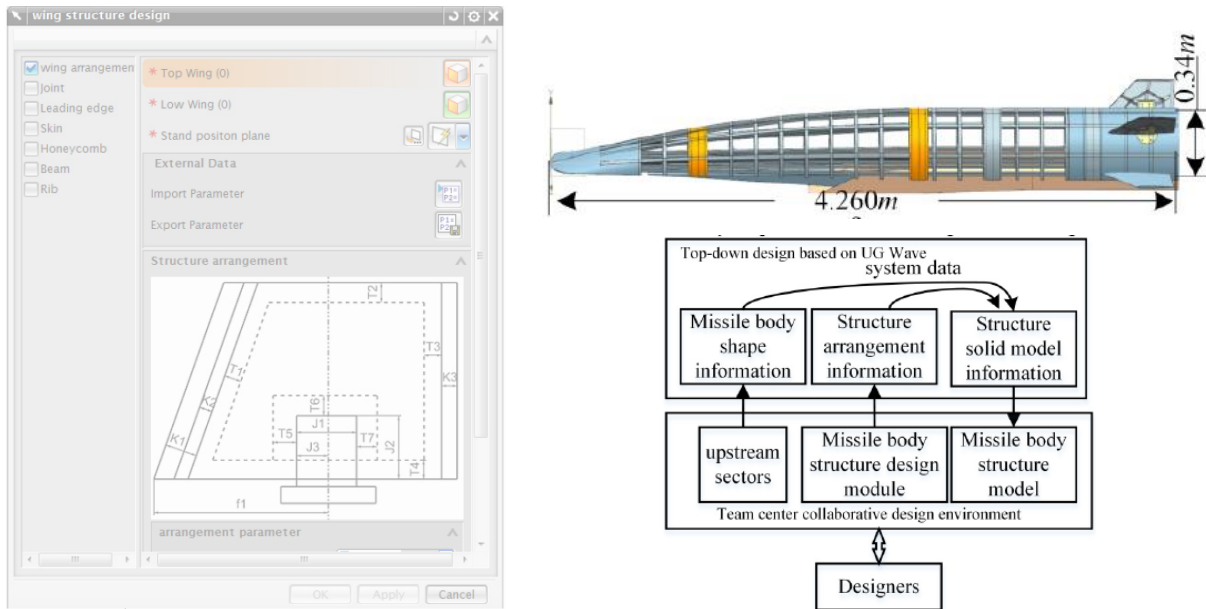 wing structure design
wing arrangemen
Joint
Leading edge
Skin
Honeycomb
Beam
Rib
* Top Wing (0)
* Low Wing (0)
* Stand positon plane
External Data
Import Parameter
P1=
P2=
Export Parameter
P1=
P2
Structure arrangement
T2
T3
K3
T1
K2
K1
T6
J1
T5
T7
J3
J2
T4
f1
arrangement parameter
OK
Apply
Cancel
0.34m
4.260m
Top-down design based on UG Wave
system data
Missile body
shape
information
Structure
arrangement
information
Structure
solid model
information
upstream
sectors
Missile body
structure design
module
Missile body
structure
model
Team center collaborative design environment
Designers